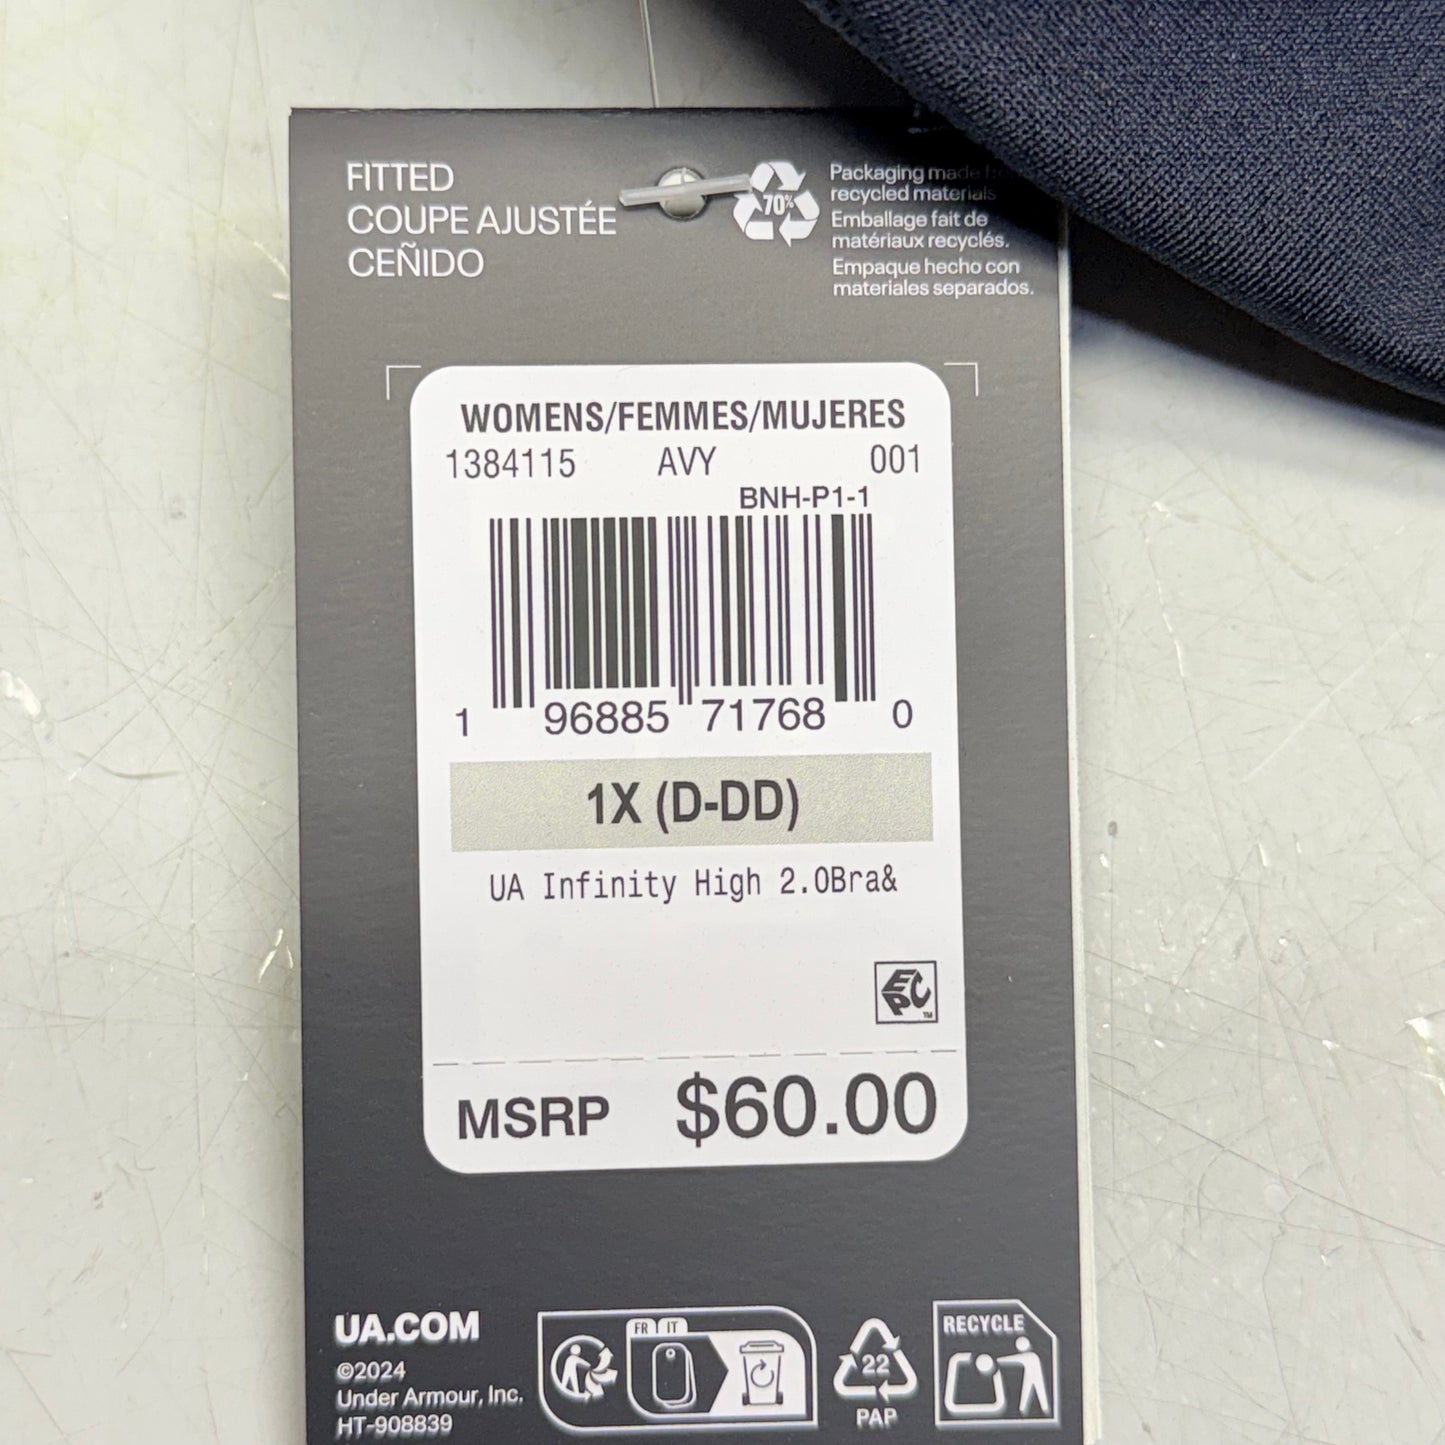 FITTED
COUPE AJUSTÉE
CEÑIDO
70%
Packaging made
recycled materials
Emballage fait de
matériaux recyclés.
Empaque hecho con
materiales separados.
WOMENS/FEMMES/MUJERES
1384115 AVY 001
BNH-P1-1
1 96885 71768 0
1X (D-DD)
UA Infinity High 2.0Bra&
EPC TM
MSRP $60.00
UA.COM
©2024
Under Armour, Inc.
HT-908839
FR IT
22
PAP
RECYCLE